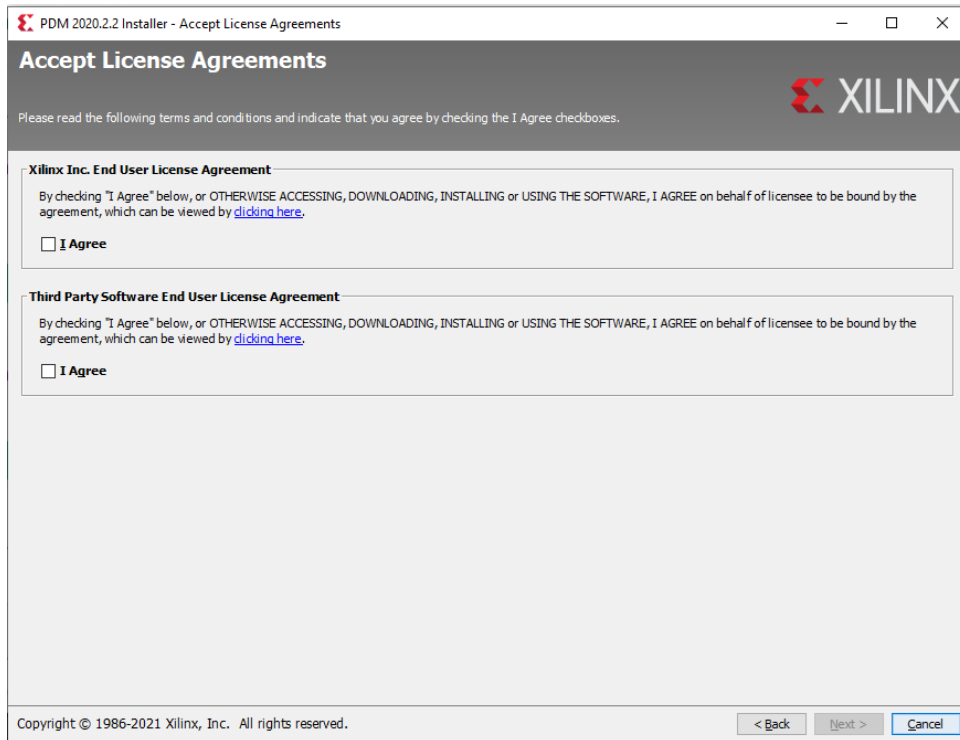 PDM 2020.2.2 Installer - Accept License Agreements
Accept License Agreements
XILINX
Please read the following terms and conditions and indicate that you agree by checking the I Agree checkboxes.
Xilinx Inc. End User License Agreement
By checking "I Agree" below, or OTHERWISE ACCESSING, DOWNLOADING, INSTALLING or USING THE SOFTWARE, I AGREE on behalf of licensee to be bound by the
agreement, which can be viewed by clicking here.
I Agree
Third Party Software End User License Agreement
By checking "I Agree" below, or OTHERWISE ACCESSING, DOWNLOADING, INSTALLING or USING THE SOFTWARE, I AGREE on behalf of licensee to be bound by the
agreement, which can be viewed by clicking here.
I Agree
Copyright © 1986-2021 Xilinx, Inc. All rights reserved.
< Back Next > Cancel